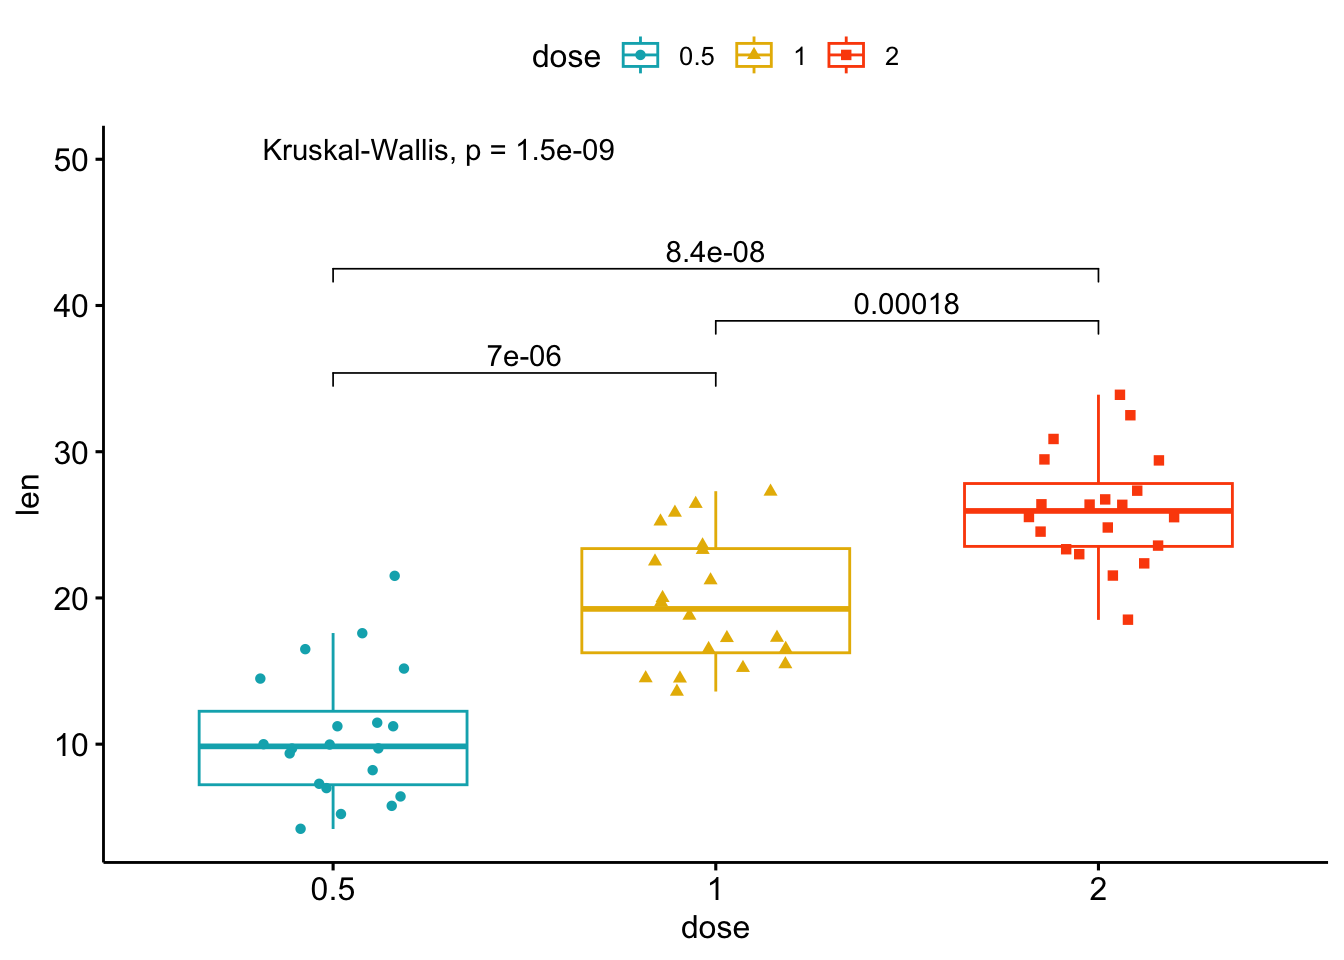 dose 0.5 1 2
Kruskal-Wallis, p = 1.5e-09
50
8.4e-08
40
0.00018
7e-06
30
len
20
10
0.5 1 2
dose